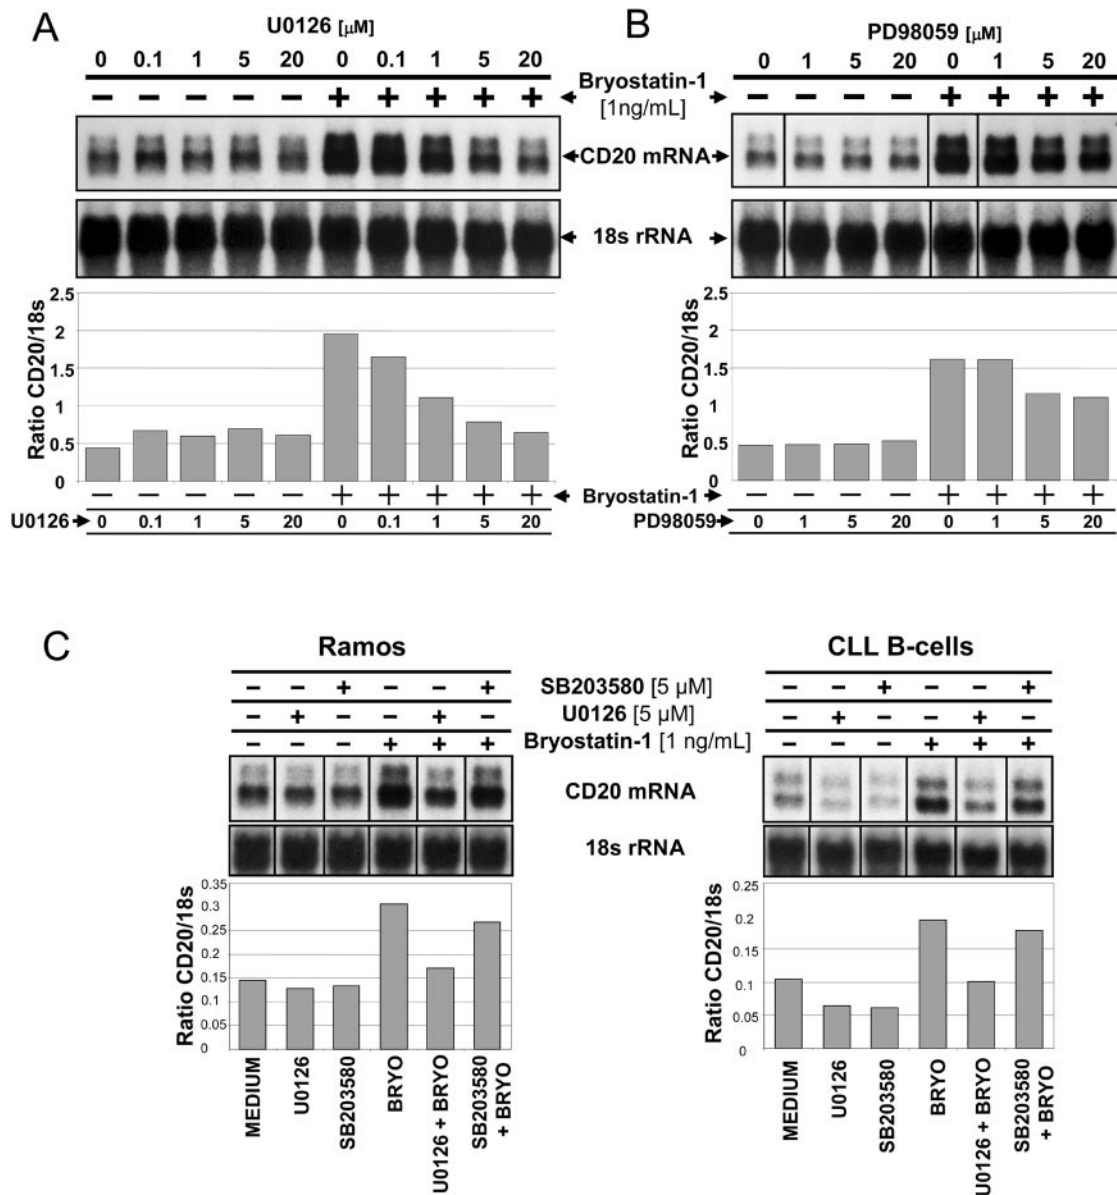 A
U0126 [µM]
0 0.1 1 5 20 0 0.1 1 5 20
− − − − − + + + + +
B
PD98059 [µM]
0 1 5 20 0 1 5 20
− − − − + + + +
Bryostatin-1
[1ng/mL]
CD20 mRNA
18s rRNA
Ratio CD20/18s
2.5
2
1.5
1
0.5
0
− − − − − + + + + +
U0126 0 0.1 1 5 20 0 0.1 1 5 20
Ratio CD20/18s
2.5
2
1.5
1
0.5
0
− − − − + + + +
Bryostatin-1
PD98059 0 1 5 20 0 1 5 20
C
Ramos
− − + − − +
− + − − + −
− − − + + +
SB203580 [5 µM]
U0126 [5 µM]
Bryostatin-1 [1 ng/mL]
CD20 mRNA
18s rRNA
Ratio CD20/18s
0.35
0.3
0.25
0.2
0.15
0.1
0.05
0
MEDIUM
U0126
SB203580
BRYO
U0126 + BRYO
SB203580
+ BRYO
CLL B-cells
− − + − − +
− + − − + −
− − − + + +
Ratio CD20/18s
0.25
0.2
0.15
0.1
0.05
0
MEDIUM
U0126
SB203580
BRYO
U0126 + BRYO
SB203580
+ BRYO